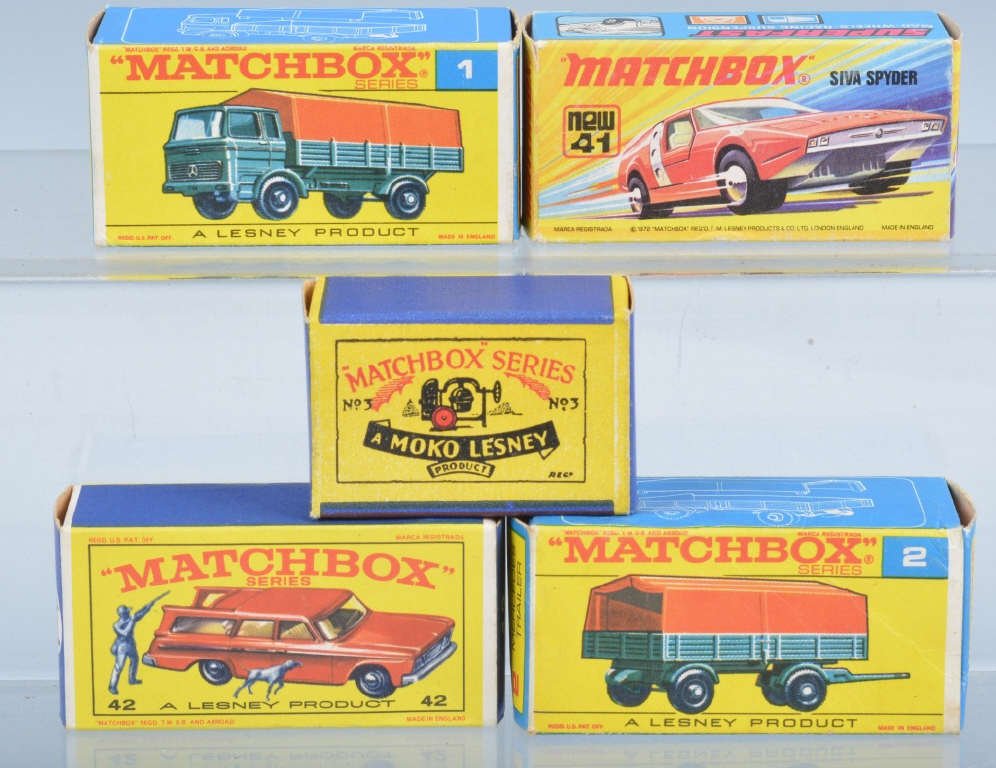 "MATCHBOX" REGD. T.M. G.B. AND ABROAD MARCA REGISTRADA
"MATCHBOX"®
SERIES
1
REGD. U.S. PAT. OFF.
A LESNEY PRODUCT
MADE IN ENGLAND
SUPERFAST
"MATCHBOX"®
SIVA SPYDER
new
41
MARCA REGISTRADA © 1972 "MATCHBOX" REG'D. T.M. LESNEY PRODUCTS & CO. LTD. LONDON ENGLAND MADE IN ENGLAND
"MATCHBOX" SERIES
No 3 No 3
A MOKO LESNEY
PRODUCT
REGD
REGD. U.S. PAT. OFF. MARCA REGISTRADA
"MATCHBOX"
SERIES
42 A LESNEY PRODUCT 42
"MATCHBOX" REGD. T.M. G.B. AND ABROAD MADE IN ENGLAND
"MATCHBOX" REGD. T.M. G.B. AND ABROAD MARCA REGISTRADA
"MATCHBOX"®
SERIES
2
TRAILER
REGD. U.S. PAT. OFF.
A LESNEY PRODUCT
MADE IN ENGLAND